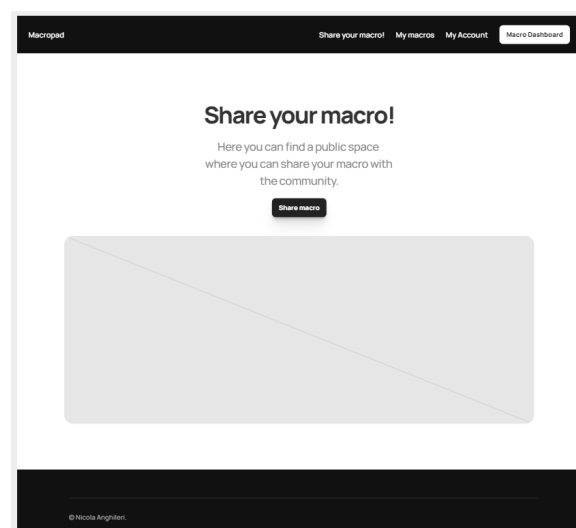 Macropad
Share your macro! My macros My Account Macro Dashboard
Share your macro!
Here you can find a public space
where you can share your macro with
the community.
Share macro
© Nicola Anghileri.